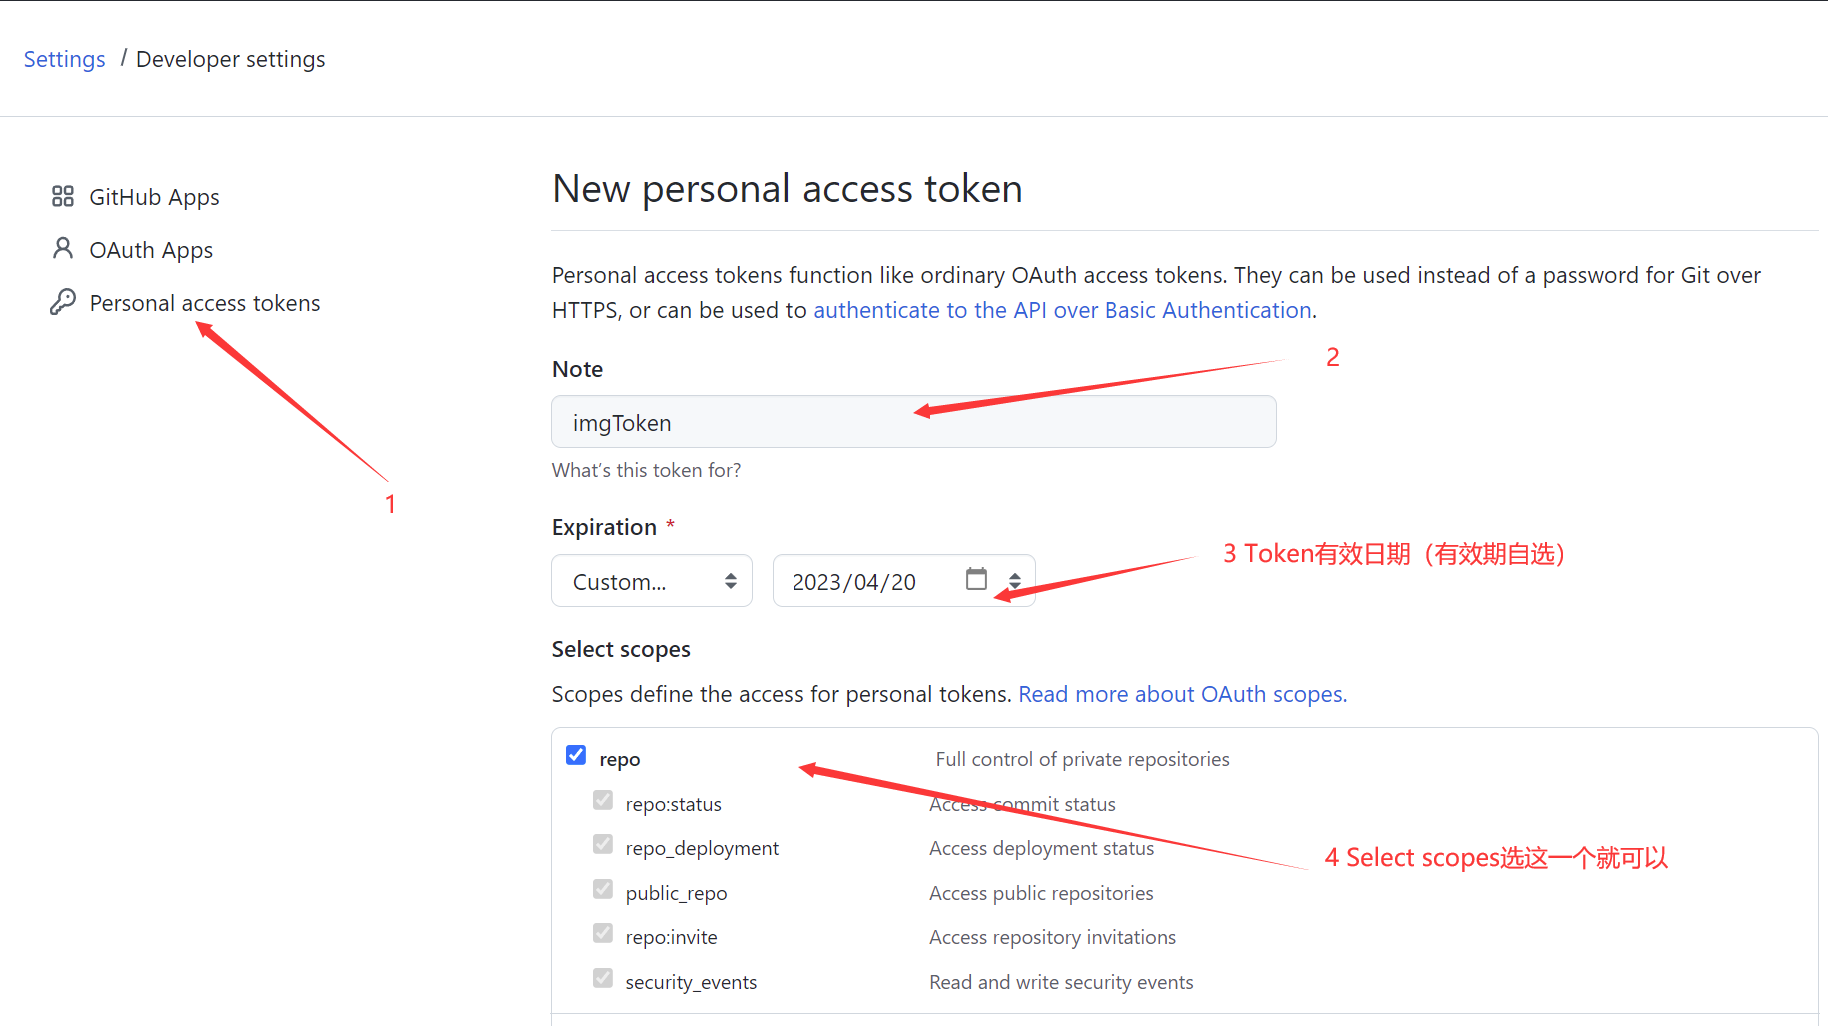 Settings / Developer settings
GitHub Apps
OAuth Apps
Personal access tokens
1
New personal access token
Personal access tokens function like ordinary OAuth access tokens. They can be used instead of a password for Git over
HTTPS, or can be used to authenticate to the API over Basic Authentication.
Note
2
imgToken
What's this token for?
Expiration *
3 Token有效日期（有效期自选）
Custom... 2023/04/20
Select scopes
Scopes define the access for personal tokens. Read more about OAuth scopes.
repo Full control of private repositories
repo:status Access commit status
repo_deployment Access deployment status
4 Select scopes选这一个就可以
public_repo Access public repositories
repo:invite Access repository invitations
security_events Read and write security events